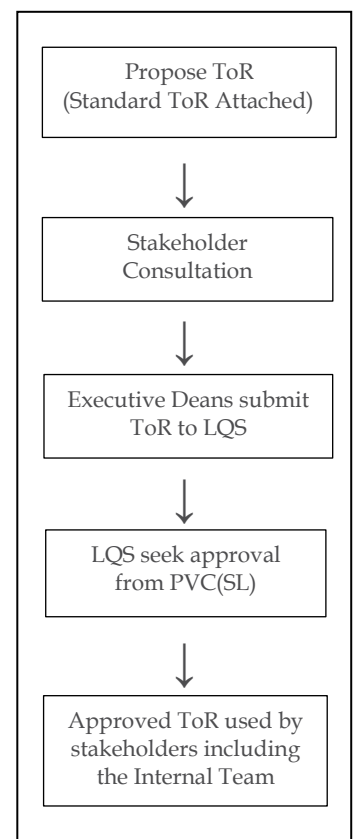 Propose ToR
(Standard ToR Attached)
Stakeholder
Consultation
Executive Deans submit
ToR to LQS
LQS seek approval
from PVC(SL)
Approved ToR used by
stakeholders including
the Internal Team